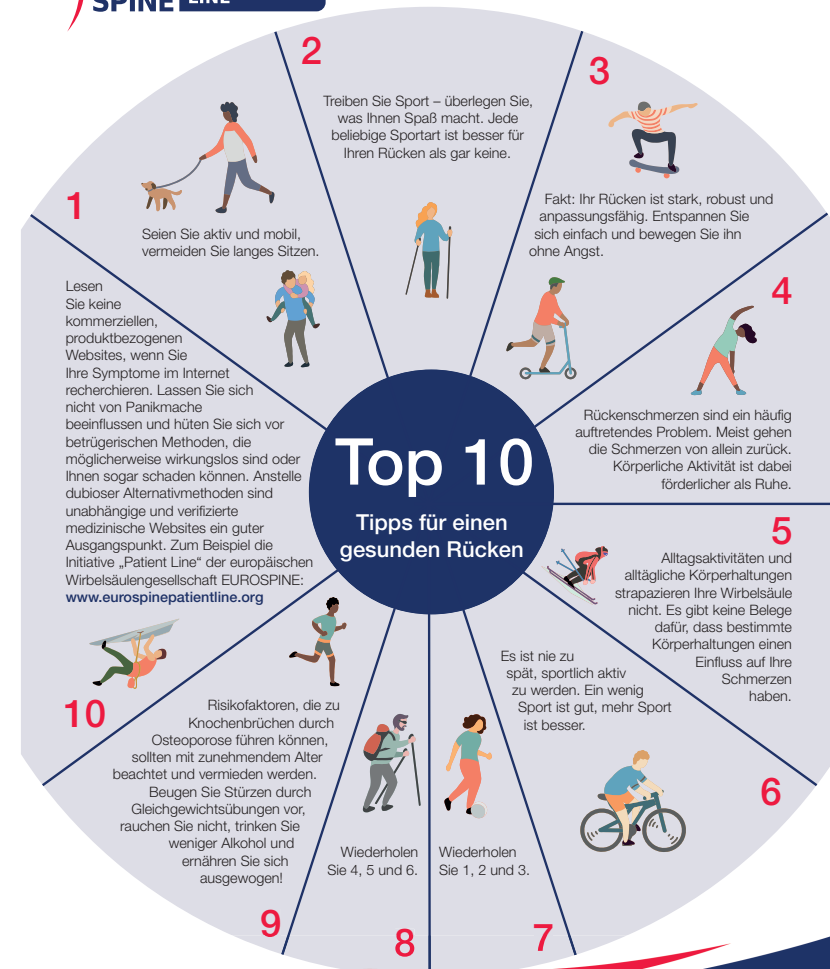 SPINE LINE
1
Seien Sie aktiv und mobil,
vermeiden Sie langes Sitzen.
2
Treiben Sie Sport – überlegen Sie,
was Ihnen Spaß macht. Jede
beliebige Sportart ist besser für
Ihren Rücken als gar keine.
3
Fakt: Ihr Rücken ist stark, robust und
anpassungsfähig. Entspannen Sie
sich einfach und bewegen Sie ihn
ohne Angst.
4
Rückenschmerzen sind ein häufig
auftretendes Problem. Meist gehen
die Schmerzen von allein zurück.
Körperliche Aktivität ist dabei
förderlicher als Ruhe.
Top 10
Tipps für einen
gesunden Rücken
5
Alltagsaktivitäten und
alltägliche Körperhaltungen
strapazieren Ihre Wirbelsäule
nicht. Es gibt keine Belege
dafür, dass bestimmte
Körperhaltungen einen
Einfluss auf Ihre
Schmerzen
haben.
Es ist nie zu
spät, sportlich aktiv
zu werden. Ein wenig
Sport ist gut, mehr Sport
ist besser.
6
Wiederholen
Sie 1, 2 und 3.
7
Wiederholen
Sie 4, 5 und 6.
8
Risikofaktoren, die zu
Knochenbrüchen durch
Osteoporose führen können,
sollten mit zunehmendem Alter
beachtet und vermieden werden.
Beugen Sie Stürzen durch
Gleichgewichtsübungen vor,
rauchen Sie nicht, trinken Sie
weniger Alkohol und
ernähren Sie sich
ausgewogen!
9
Lesen
Sie keine
kommerziellen,
produktbezogenen
Websites, wenn Sie
Ihre Symptome im Internet
recherchieren. Lassen Sie sich
nicht von Panikmache
beeinflussen und hüten Sie sich vor
betrügerischen Methoden, die
möglicherweise wirkungslos sind oder
Ihnen sogar schaden können. Anstelle
dubioser Alternativmethoden sind
unabhängige und verifizierte
medizinische Websites ein guter
Ausgangspunkt. Zum Beispiel die
Initiative „Patient Line“ der europäischen
Wirbelsäulengesellschaft EUROSPINE:
www.eurospinepatientline.org
10